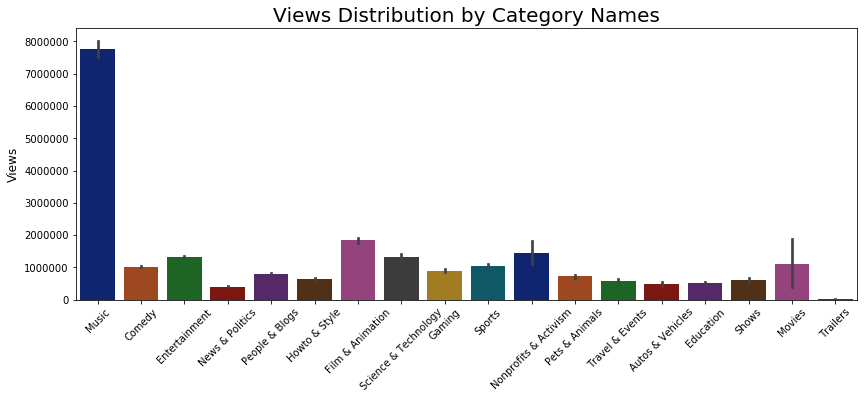 Views Distribution by Category Names
8000000
7000000
6000000
5000000
4000000
3000000
2000000
1000000
0
Views
Music
Comedy
Entertainment
News & Politics
People & Blogs
Howto & Style
Film & Animation
Science & Technology
Gaming
Sports
Nonprofits & Activism
Pets & Animals
Travel & Events
Autos & Vehicles
Education
Shows
Movies
Trailers